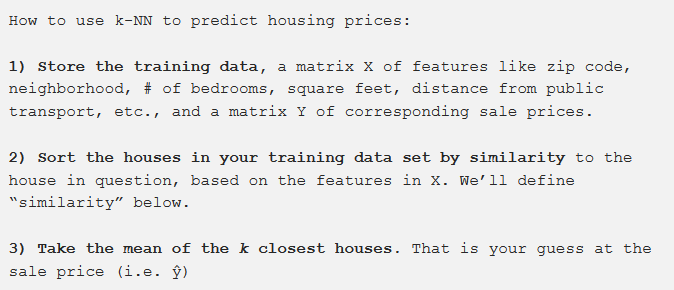 How to use k-NN to predict housing prices:
1) Store the training data, a matrix X of features like zip code,
neighborhood, # of bedrooms, square feet, distance from public
transport, etc., and a matrix Y of corresponding sale prices.
2) Sort the houses in your training data set by similarity to the
house in question, based on the features in X. We’ll define
“similarity” below.
3) Take the mean of the k closest houses. That is your guess at the
sale price (i.e. ŷ)